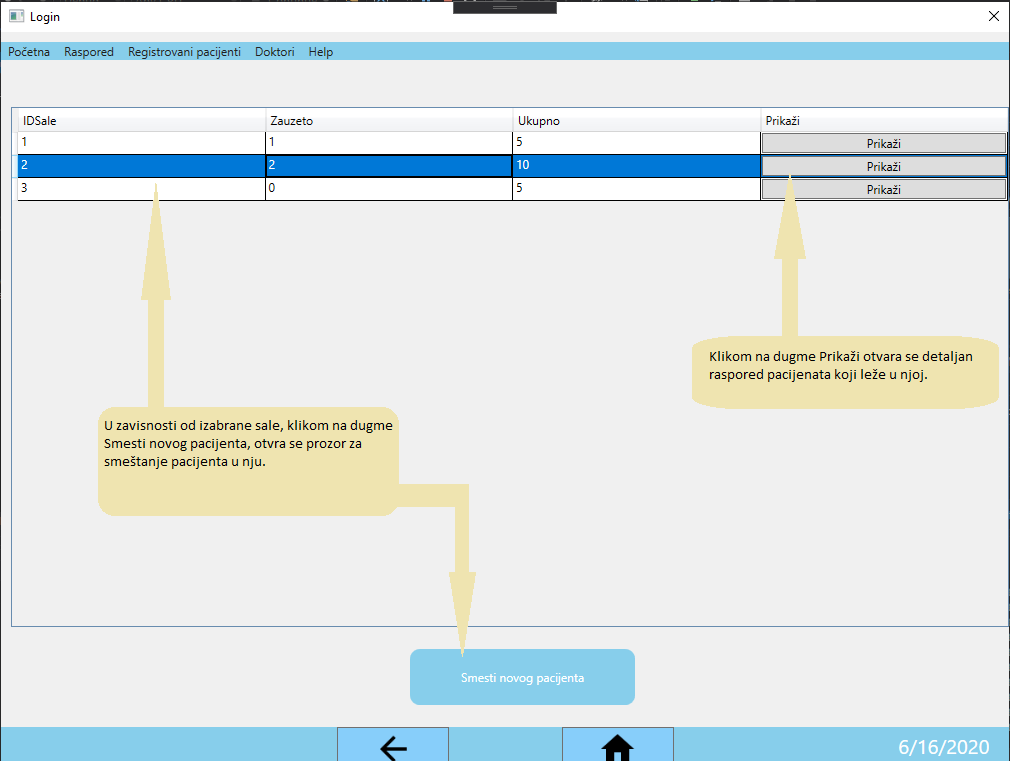 Login
Početna Raspored Registrovani pacijenti Doktori Help
IDSale Zauzeto Ukupno Prikaži
1 1 5 Prikaži
2 2 10 Prikaži
3 0 5 Prikaži
Klikom na dugme Prikaži otvara se detaljan
raspored pacijenata koji leže u njoj.
U zavisnosti od izabrane sale, klikom na dugme
Smesti novog pacijenta, otvra se prozor za
smeštanje pacijenta u nju.
Smesti novog pacijenta
6/16/2020